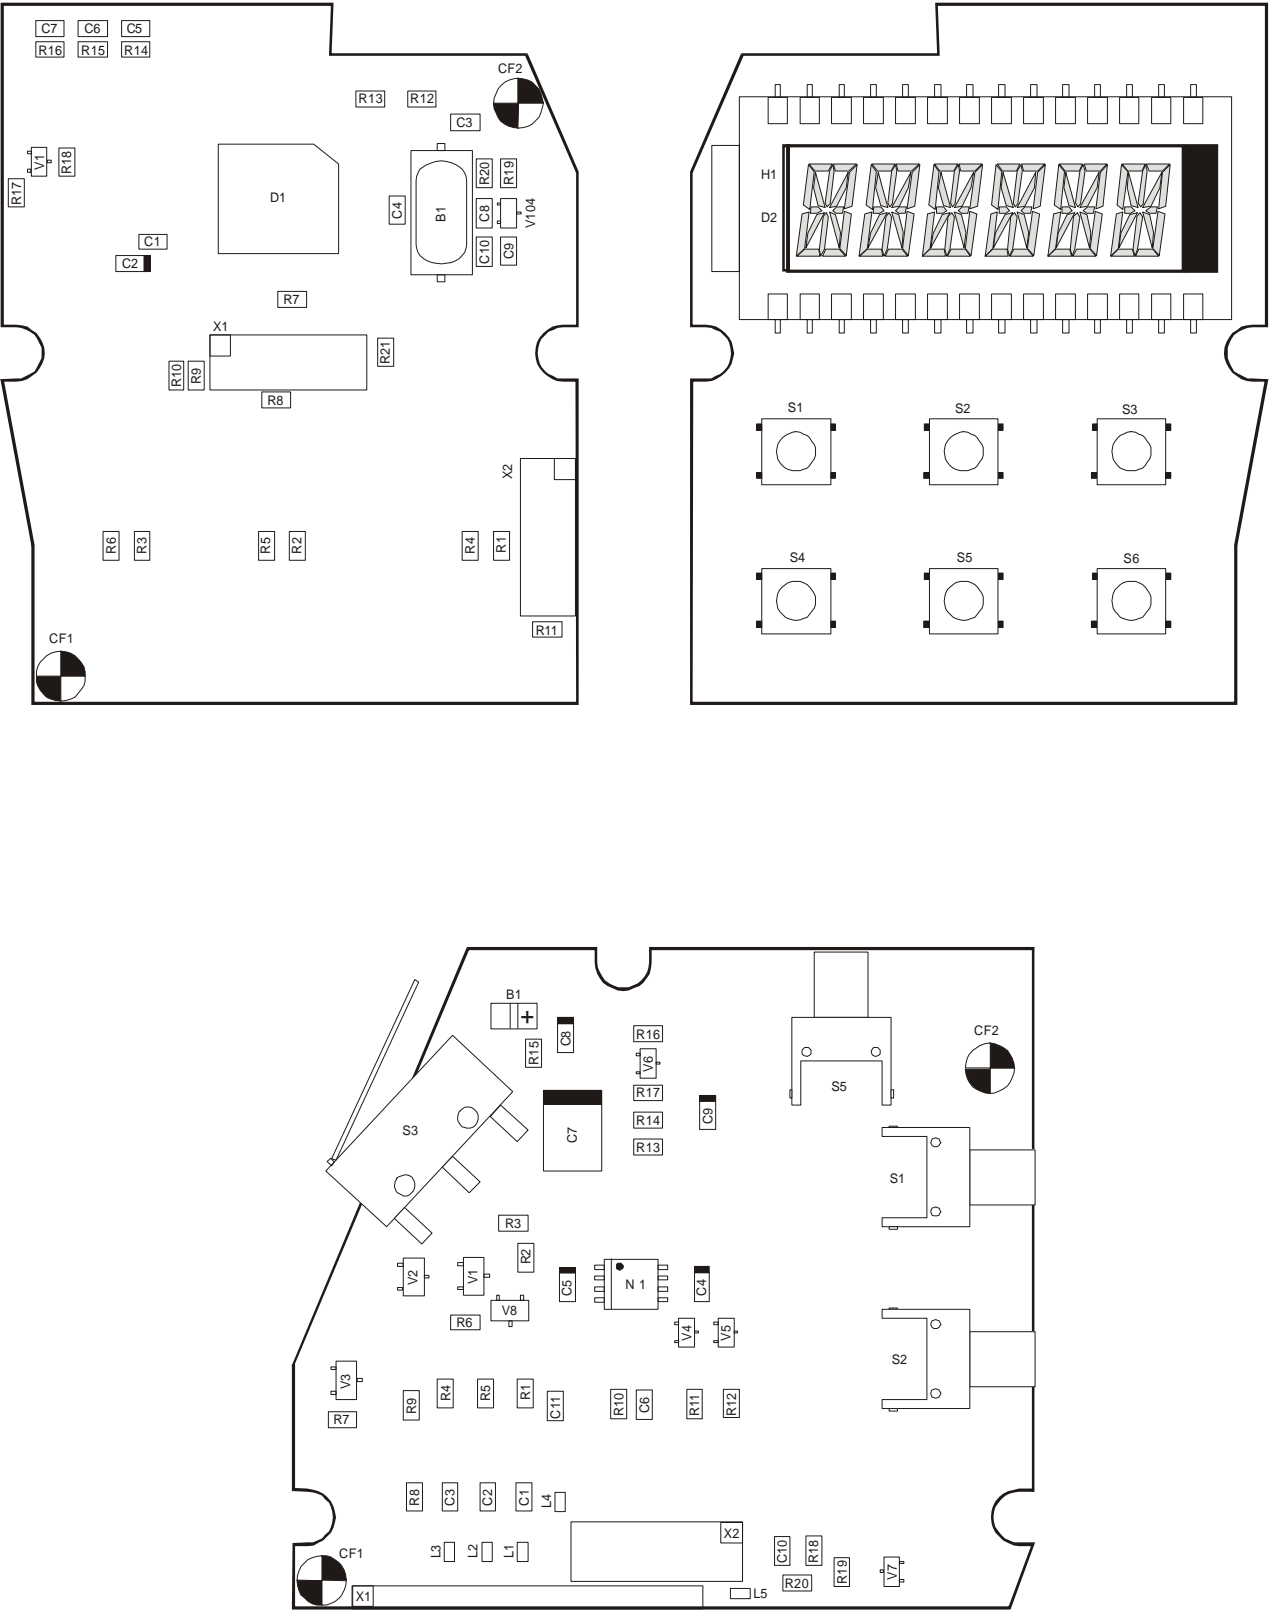 C7 C6 C5
R16 R15 R14
CF2
R13 R12
C3
V1 R18
R17
D1
C4
B1
R20 R19
C8
V104
C10 C9
C1
C2
R7
X1
R21
R10 R9
R8
X2
R6 R3
R5 R2
R4 R1
R11
CF1
H1
D2
S1 S2 S3
S4 S5 S6
B1
C8
R16
R15
V6
CF2
S5
R17
C9
S3
C7
R14
R13
S1
R3
R2
V2 V1
C5
N 1
C4
V8
R6
V4 V5
S2
V3
R9 R4 R5 R1
C11
R10 C6
R11 R12
R7
R8 C3 C2 C1
L4
X2
L3 L2 L1
C10 R18
CF1
R20
R19
V7
X1
L5